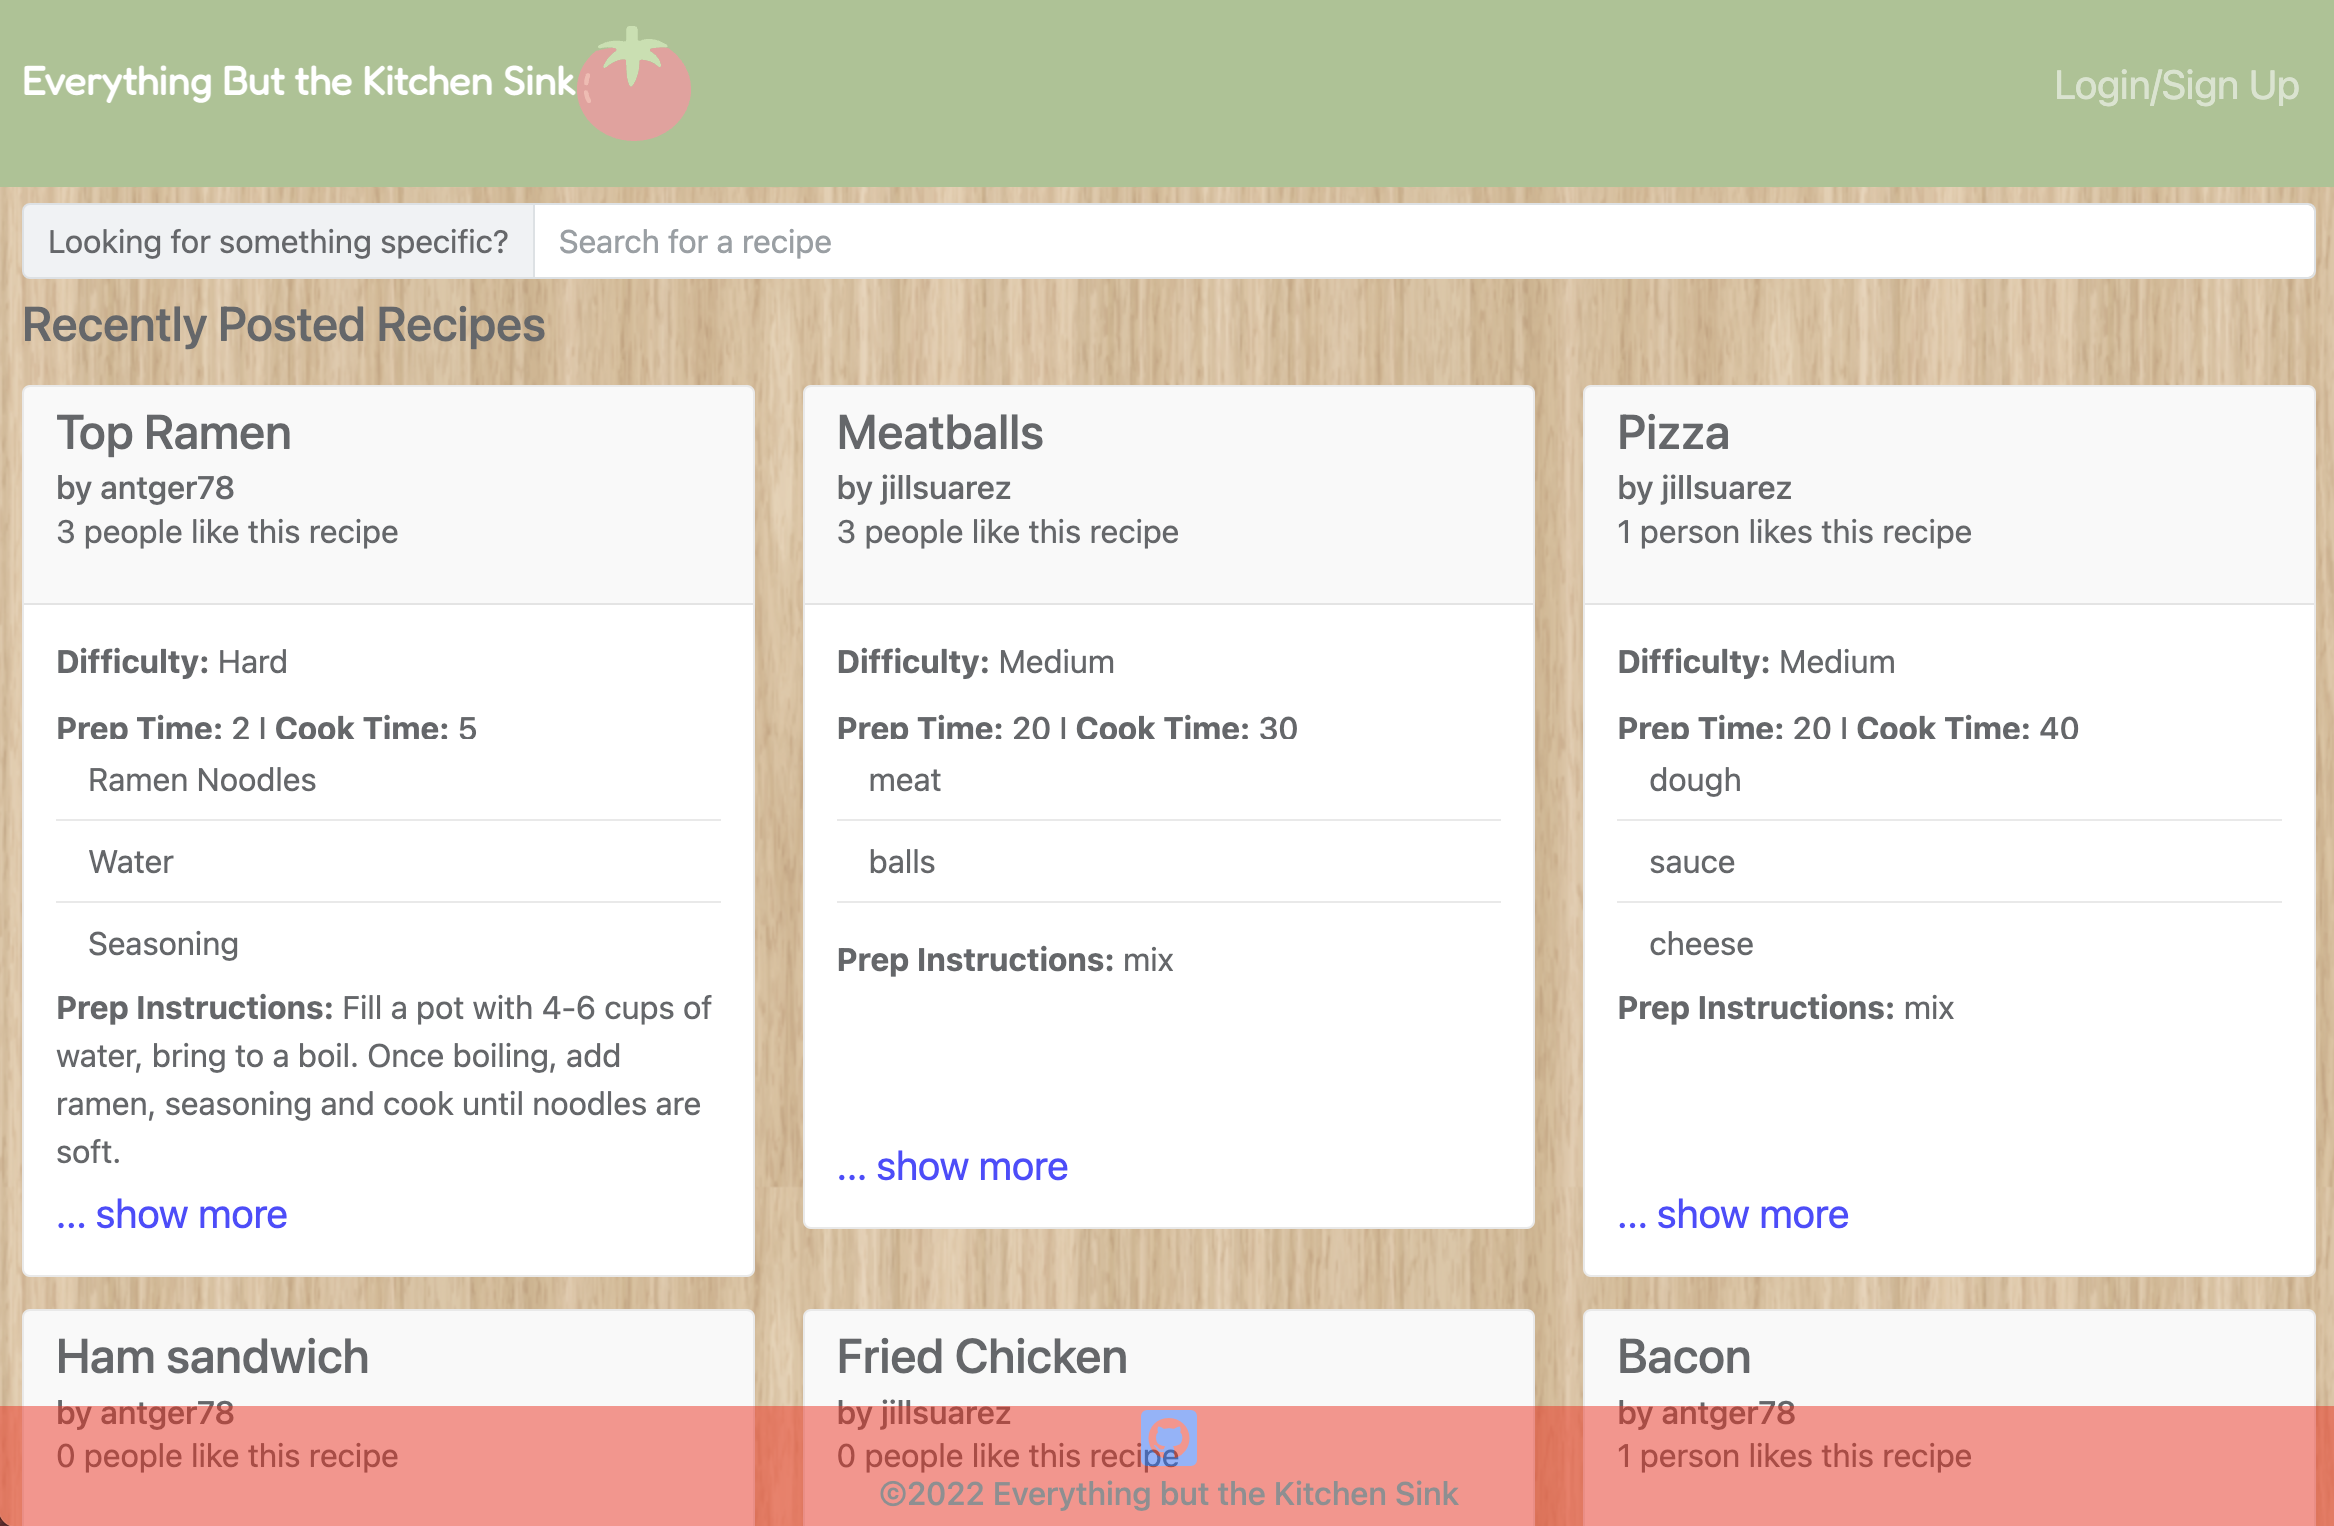 Everything But the Kitchen Sink
Login/Sign Up
Looking for something specific?
Search for a recipe
Recently Posted Recipes
Top Ramen
by antger78
3 people like this recipe
Difficulty: Hard
Prep Time: 2 | Cook Time: 5
Ramen Noodles
Water
Seasoning
Prep Instructions: Fill a pot with 4-6 cups of
water, bring to a boil. Once boiling, add
ramen, seasoning and cook until noodles are
soft.
... show more
Meatballs
by jillsuarez
3 people like this recipe
Difficulty: Medium
Prep Time: 20 | Cook Time: 30
meat
balls
Prep Instructions: mix
... show more
Pizza
by jillsuarez
1 person likes this recipe
Difficulty: Medium
Prep Time: 20 | Cook Time: 40
dough
sauce
cheese
Prep Instructions: mix
... show more
Ham sandwich
by antger78
0 people like this recipe
Fried Chicken
by jillsuarez
0 people like this recipe
Bacon
by antger78
1 person likes this recipe
©2022 Everything but the Kitchen Sink